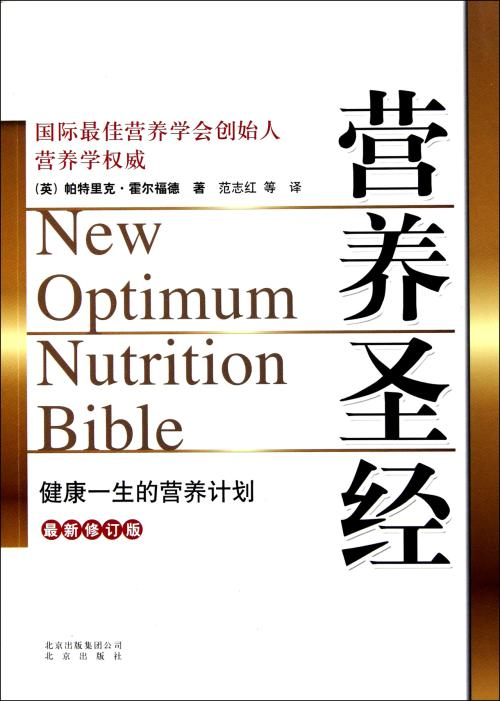 国际最佳营养学会创始人
营养学权威
(英) 帕特里克·霍尔福德 著 范志红 等 译
New
Optimum
Nutrition
Bible
健康一生的营养计划
最新修订版
营养圣经
北京出版集团公司
北京出版社